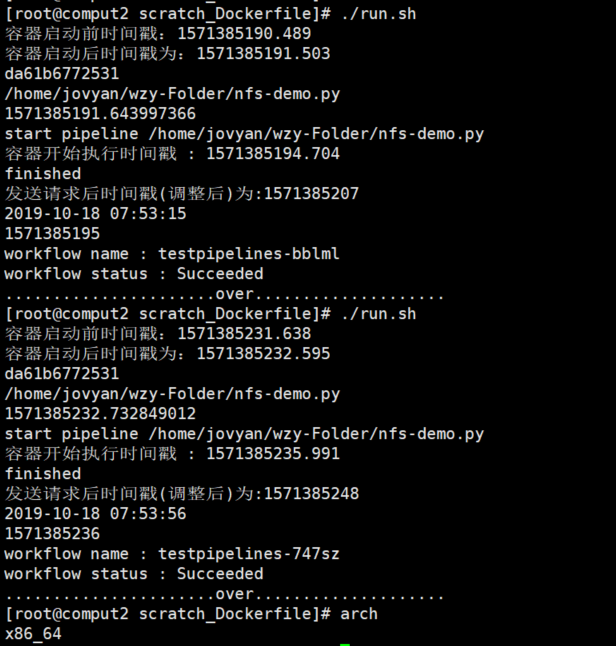 [root@comput2 scratch_Dockerfile]# ./run.sh
容器启动前时间戳：1571385190.489
容器启动后时间戳为：1571385191.503
da61b6772531
/home/jovyan/wzy-Folder/nfs-demo.py
1571385191.643997366
start pipeline /home/jovyan/wzy-Folder/nfs-demo.py
容器开始执行时间戳 : 1571385194.704
finished
发送请求后时间戳(调整后)为:1571385207
2019-10-18 07:53:15
1571385195
workflow name : testpipelines-bblml
workflow status : Succeeded
......................over....................
[root@comput2 scratch_Dockerfile]# ./run.sh
容器启动前时间戳：1571385231.638
容器启动后时间戳为：1571385232.595
da61b6772531
/home/jovyan/wzy-Folder/nfs-demo.py
1571385232.732849012
start pipeline /home/jovyan/wzy-Folder/nfs-demo.py
容器开始执行时间戳 : 1571385235.991
finished
发送请求后时间戳(调整后)为:1571385248
2019-10-18 07:53:56
1571385236
workflow name : testpipelines-747sz
workflow status : Succeeded
......................over....................
[root@comput2 scratch_Dockerfile]# arch
x86_64